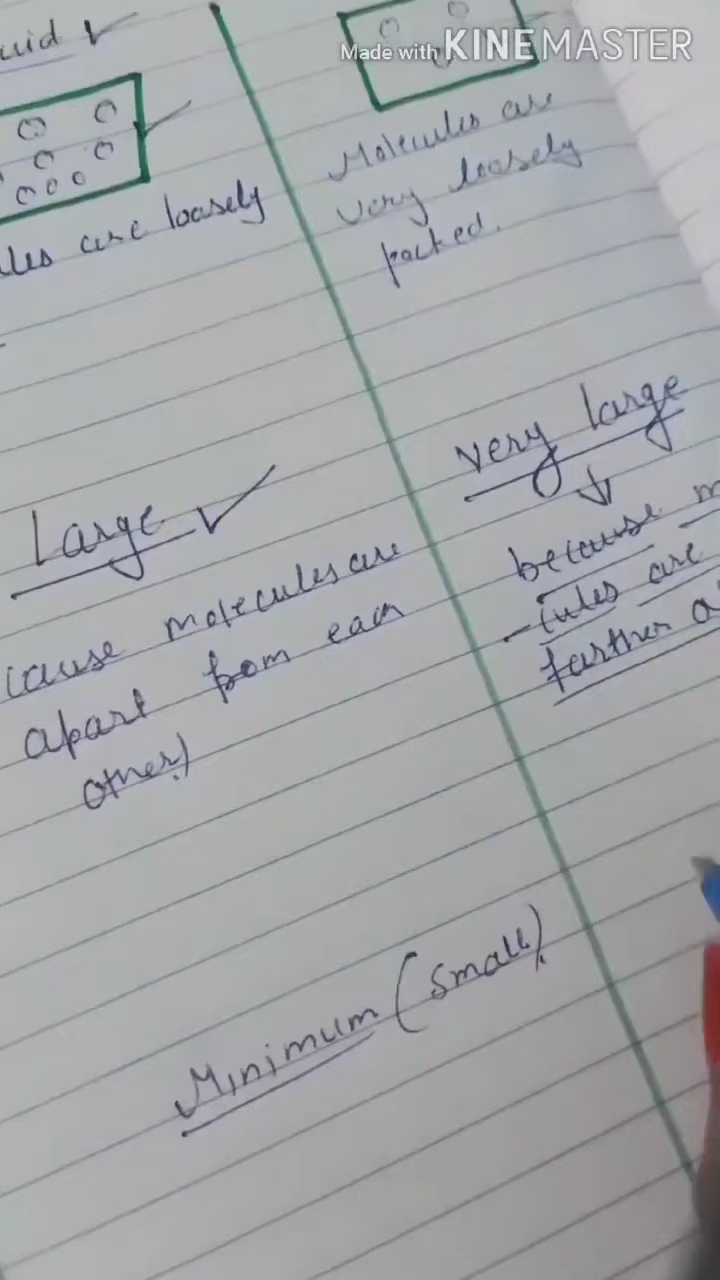 uid
ules are loosely
Large
cause molecules are
apart from each
other)
Minimum (small)
Made with KINEMASTER
Molecules are
very loosely
packed.
very large
because m
-cules are
farther a